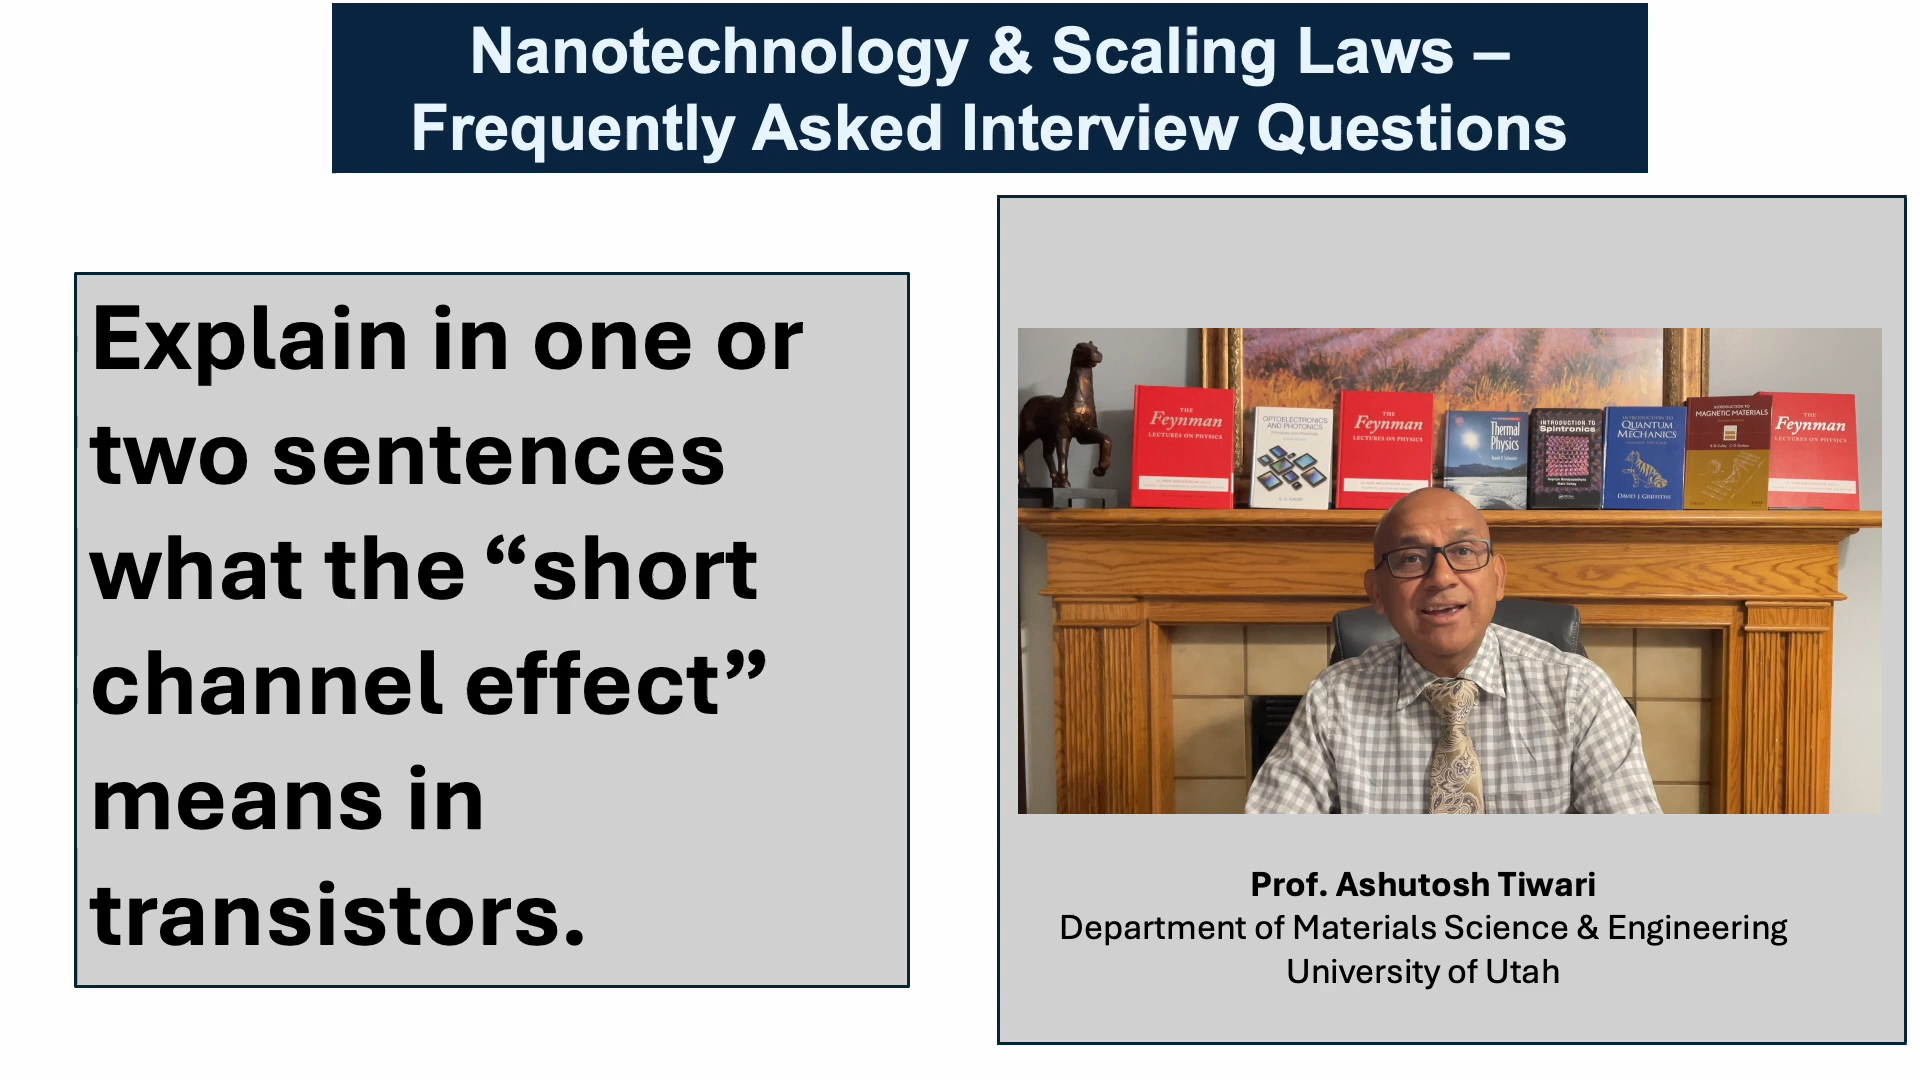 Nanotechnology & Scaling Laws –
Frequently Asked Interview Questions
Explain in one or
two sentences
what the “short
channel effect”
means in
transistors.
THE
Feynman
LECTURES ON PHYSICS
OPTOELECTRONICS
AND PHOTONICS
THE
Feynman
LECTURES ON PHYSICS
Thermal
Physics
INTRODUCTION TO
Spintronics
INTRODUCTION TO
QUANTUM
MECHANICS
DAVID J. GRIFFITHS
INTRODUCTION TO
MAGNETIC MATERIALS
THE
Feynman
LECTURES ON PHYSICS
Prof. Ashutosh Tiwari
Department of Materials Science & Engineering
University of Utah